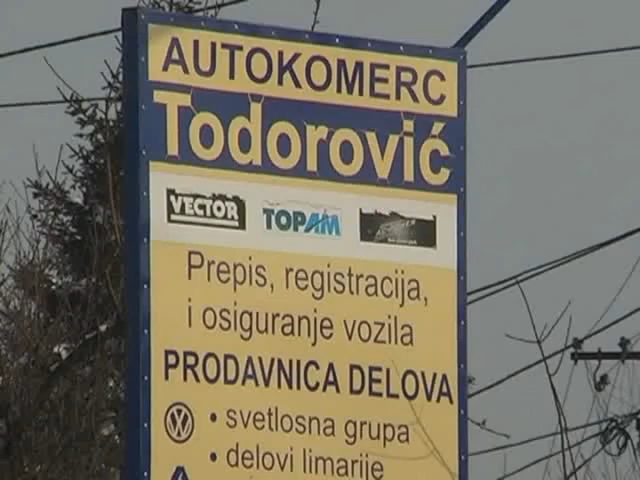 AUTOKOMERC
Todorović
VECTOR TOPAM
Prepis, registracija,
i osiguranje vozila
PRODAVNICA DELOVA
• svetlosna grupa
• delovi limarije